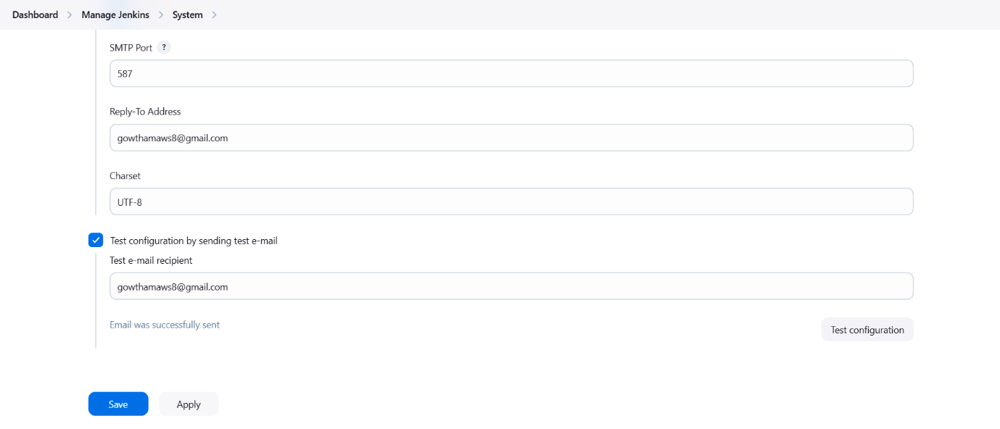 Dashboard > Manage Jenkins > System >
SMTP Port ?
587
Reply-To Address
gowthamaws8@gmail.com
Charset
UTF-8
Test configuration by sending test e-mail
Test e-mail recipient
gowthamaws8@gmail.com
Email was successfully sent
Test configuration
Save Apply